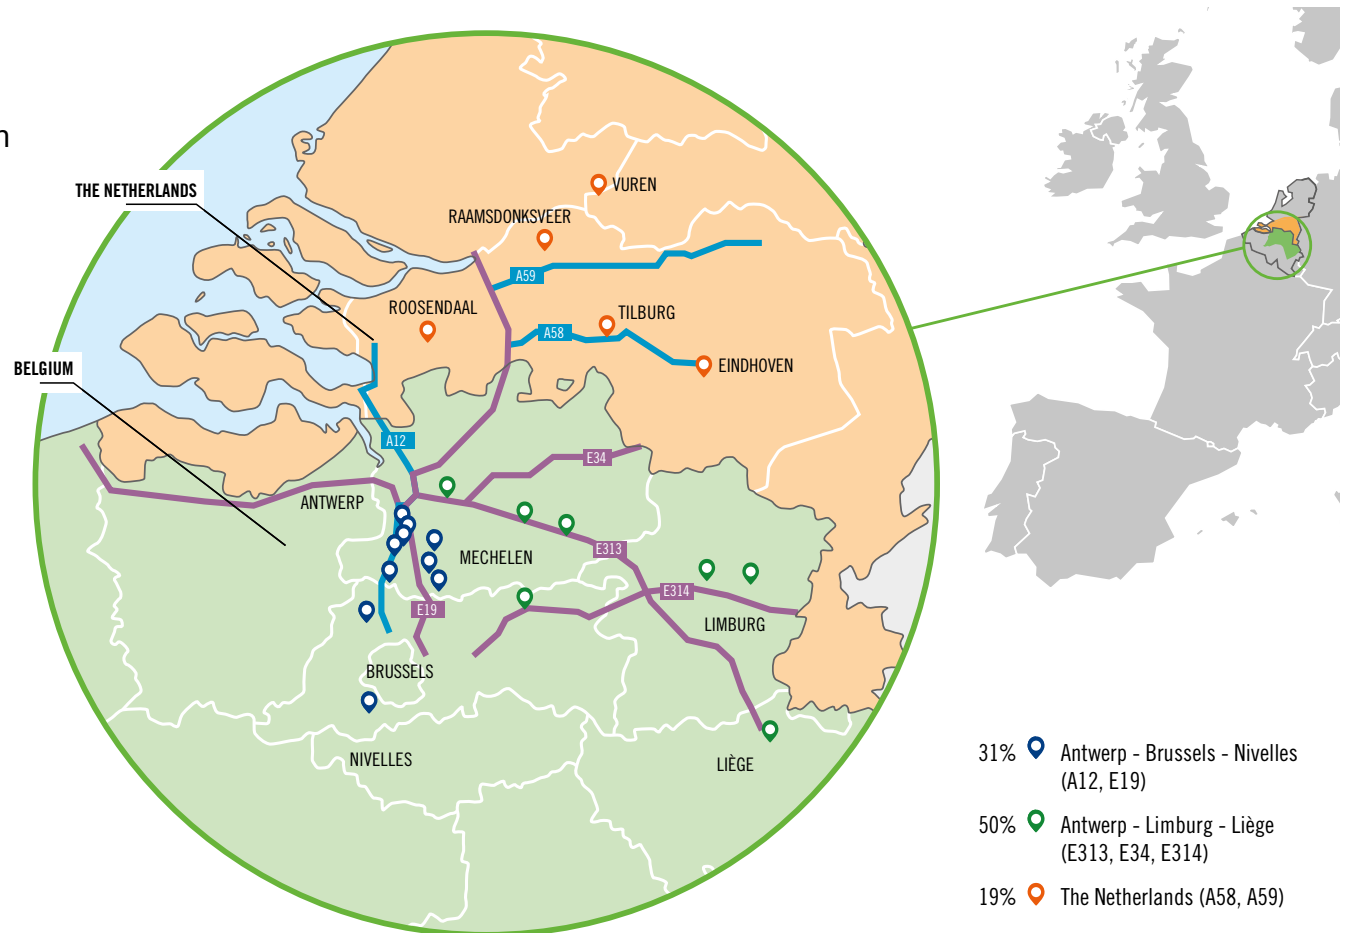 n
THE NETHERLANDS
VUREN
RAAMSDONKSVEER
A59
ROOSENDAAL
TILBURG
A58
BELGIUM
EINDHOVEN
A12
E34
ANTWERP
MECHELEN
E313
E314
E19
LIMBURG
BRUSSELS
NIVELLES
LIÈGE
31% Antwerp - Brussels - Nivelles
(A12, E19)
50% Antwerp - Limburg - Liège
(E313, E34, E314)
19% The Netherlands (A58, A59)